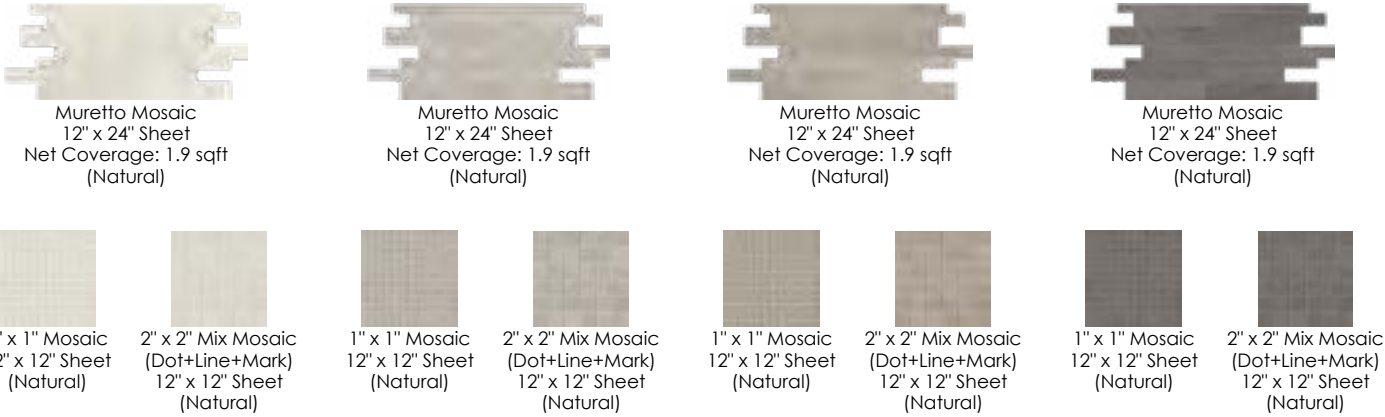 Muretto Mosaic
12" x 24" Sheet
Net Coverage: 1.9 sqft
(Natural)
Muretto Mosaic
12" x 24" Sheet
Net Coverage: 1.9 sqft
(Natural)
Muretto Mosaic
12" x 24" Sheet
Net Coverage: 1.9 sqft
(Natural)
Muretto Mosaic
12" x 24" Sheet
Net Coverage: 1.9 sqft
(Natural)
" x 1" Mosaic
2" x 12" Sheet
(Natural)
2" x 2" Mix Mosaic
(Dot+Line+Mark)
12" x 12" Sheet
(Natural)
1" x 1" Mosaic
12" x 12" Sheet
(Natural)
2" x 2" Mix Mosaic
(Dot+Line+Mark)
12" x 12" Sheet
(Natural)
1" x 1" Mosaic
12" x 12" Sheet
(Natural)
2" x 2" Mix Mosaic
(Dot+Line+Mark)
12" x 12" Sheet
(Natural)
1" x 1" Mosaic
12" x 12" Sheet
(Natural)
2" x 2" Mix Mosaic
(Dot+Line+Mark)
12" x 12" Sheet
(Natural)